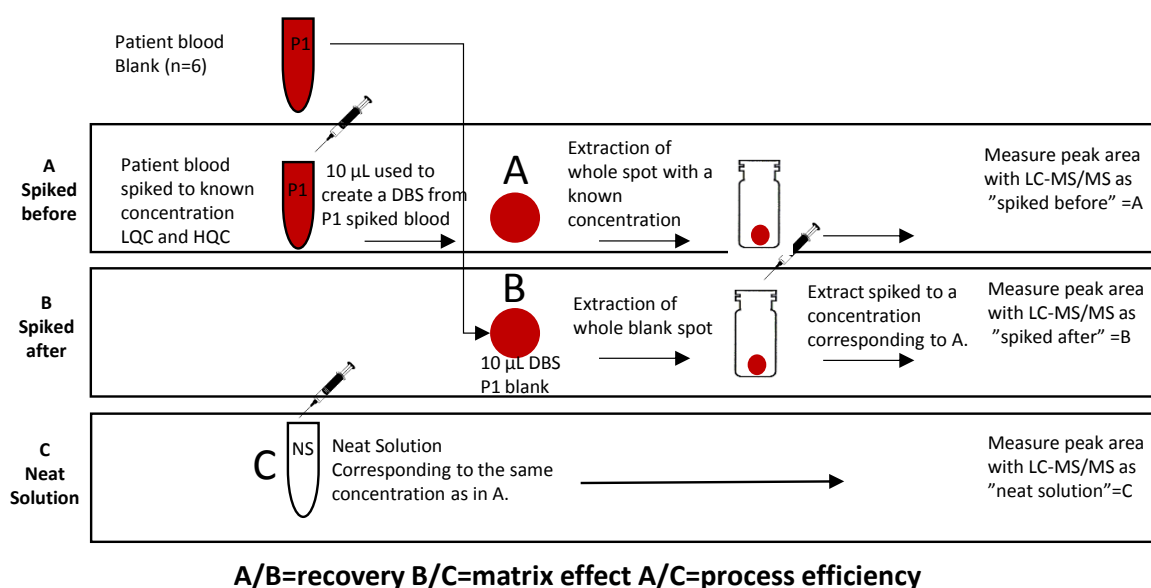 Patient blood
Blank (n=6)
P1
A
Spiked
before
Patient blood
spiked to known
concentration
LQC and HQC
P1
10 µL used to
create a DBS from
P1 spiked blood
A
Extraction of
whole spot with a
known
concentration
Measure peak area
with LC-MS/MS as
”spiked before” =A
B
Spiked
after
B
10 µL DBS
P1 blank
Extraction of
whole blank spot
Extract spiked to a
concentration
corresponding to A.
Measure peak area
with LC-MS/MS as
”spiked after” =B
C
Neat
Solution
C
NS
Neat Solution
Corresponding to the same
concentration as in A.
Measure peak area
with LC-MS/MS as
”neat solution”=C
A/B=recovery B/C=matrix effect A/C=process efficiency